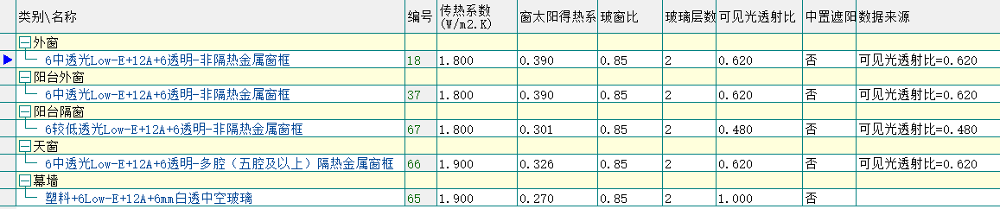 类别\名称 编号 传热系数(W/m2.K) 窗太阳得热系 玻窗比 玻璃层数 可见光透射比 中置遮阳 数据来源
外窗
6中透光Low-E+12A+6透明-非隔热金属窗框 18 1.800 0.390 0.85 2 0.620 否 可见光透射比=0.620
阳台外窗
6中透光Low-E+12A+6透明-非隔热金属窗框 37 1.800 0.390 0.85 2 0.620 否 可见光透射比=0.620
阳台隔窗
6较低透光Low-E+12A+6透明-非隔热金属窗框 67 1.800 0.301 0.85 2 0.480 否 可见光透射比=0.480
天窗
6中透光Low-E+12A+6透明-多腔（五腔及以上）隔热金属窗框 66 1.900 0.326 0.85 2 0.620 否 可见光透射比=0.620
幕墙
塑料+6Low-E+12A+6mm白透中空玻璃 65 1.900 0.270 0.85 2 1.000 否